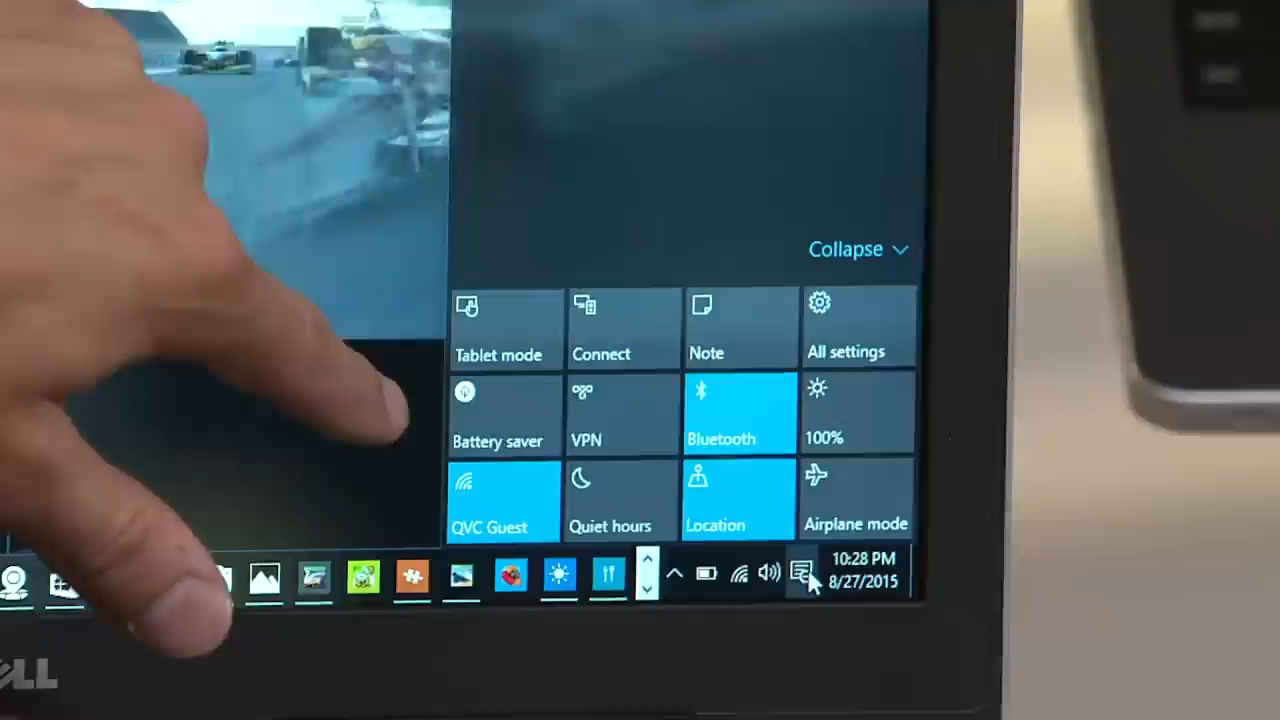 Collapse
Tablet mode
Connect
Note
All settings
Battery saver
VPN
Bluetooth
100%
QVC Guest
Quiet hours
Location
Airplane mode
10:28 PM
8/27/2015
ELL